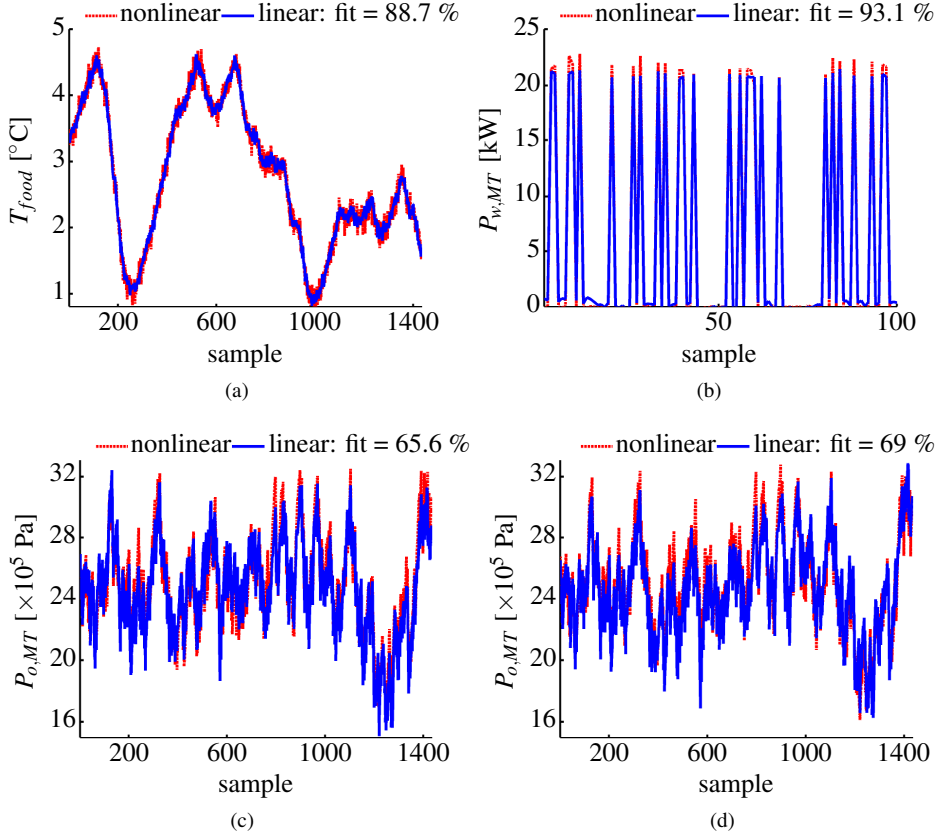 nonlinear linear: fit = 88.7 %
5
4
3
2
1
T_food [°C]
200 600 1000 1400
sample
(a)
nonlinear linear: fit = 93.1 %
25
20
15
10
5
0
P_w,MT [kW]
50 100
sample
(b)
nonlinear linear: fit = 65.6 %
32
28
24
20
16
P_o,MT [×10^5 Pa]
200 600 1000 1400
sample
(c)
nonlinear linear: fit = 69 %
32
28
24
20
16
P_o,MT [×10^5 Pa]
200 600 1000 1400
sample
(d)